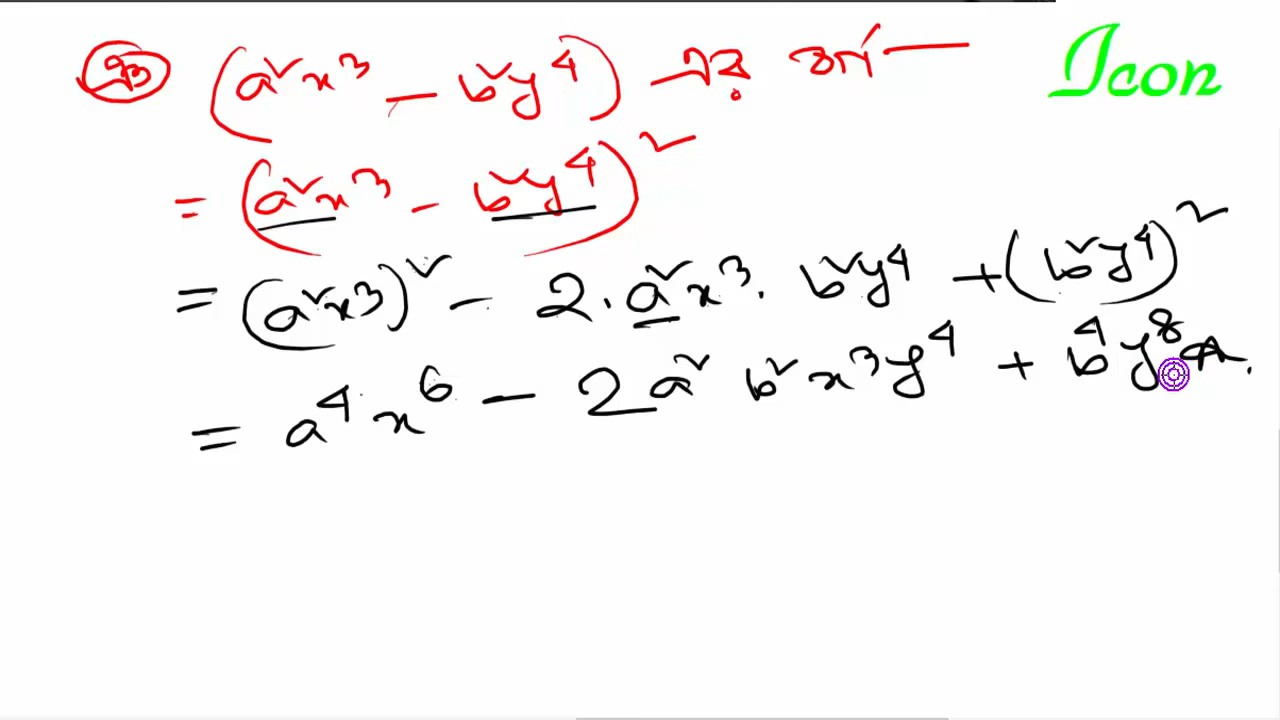 (a²x³ - b²y⁴) এর বর্গ Icon
= (a²x³ - b²y⁴)²
= (a²x³)² - 2·a²x³·b²y⁴ + (b²y⁴)²
= a⁴x⁶ - 2a²b²x³y⁴ + b⁴y⁸